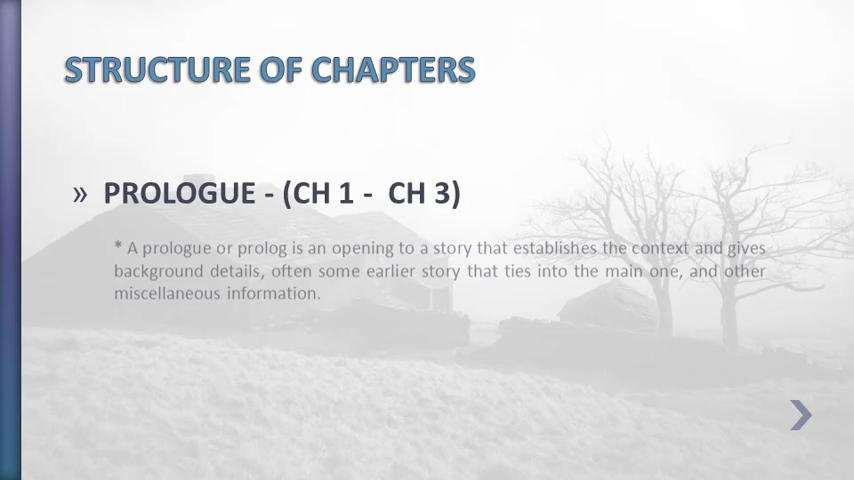 STRUCTURE OF CHAPTERS
» PROLOGUE - (CH 1 - CH 3)
* A prologue or prolog is an opening to a story that establishes the context and gives
background details, often some earlier story that ties into the main one, and other
miscellaneous information.